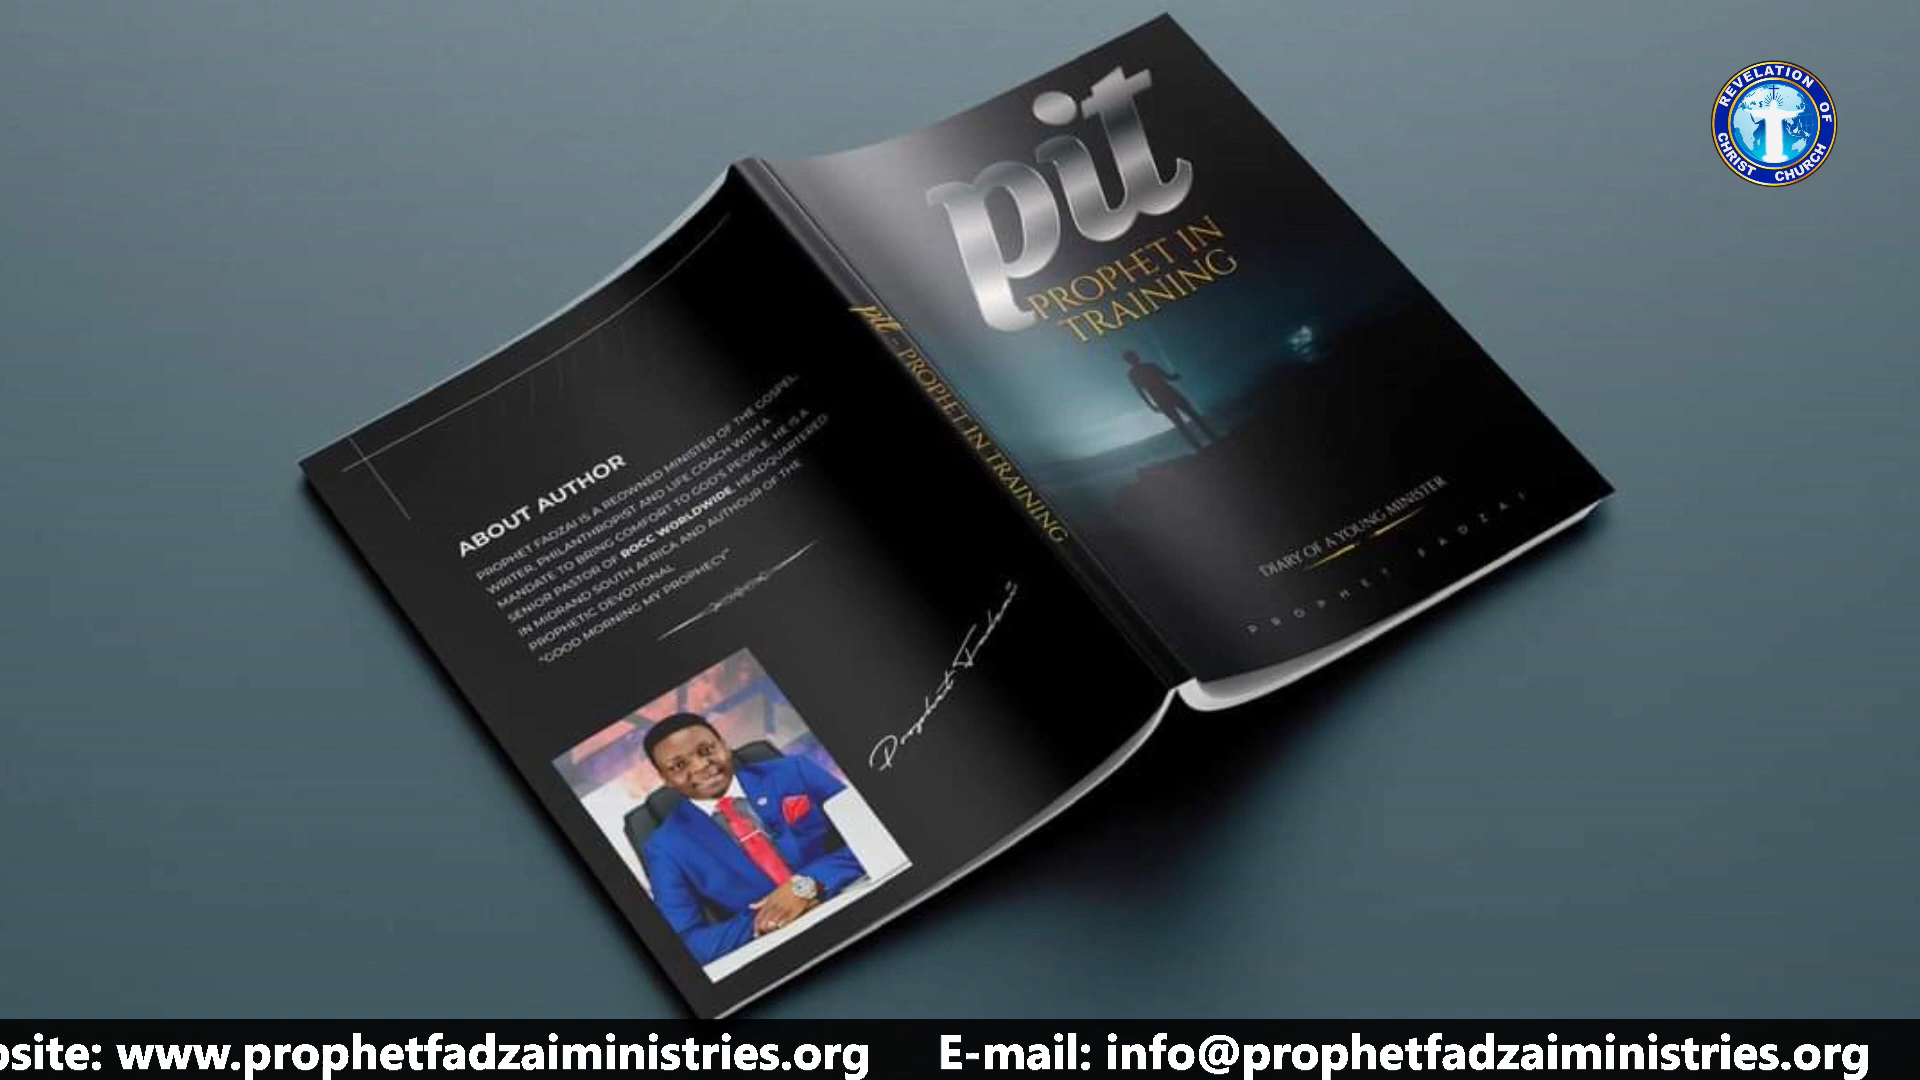 REVELATION OF CHRIST CHURCH
pit
PROPHET IN
TRAINING
DIARY OF A YOUNG MINISTER
PROPHET FADZAI
pit - PROPHET IN TRAINING
ABOUT AUTHOR
PROPHET FADZAI IS A REOWNED MINISTER OF THE GOSPEL,
WRITER, PHILANTHROPIST AND LIFE COACH WITH A
MANDATE TO BRING COMFORT TO GOD'S PEOPLE. HE IS A
SENIOR PASTOR OF ROCC WORLDWIDE, HEADQUARTERED
IN MIDRAND SOUTH AFRICA AND AUTHOUR OF THE
PROPHETIC DEVOTIONAL
"GOOD MORNING MY PROPHECY"
Prophet Fadzai
site: www.prophetfadzaiministries.org E-mail: info@prophetfadzaiministries.org